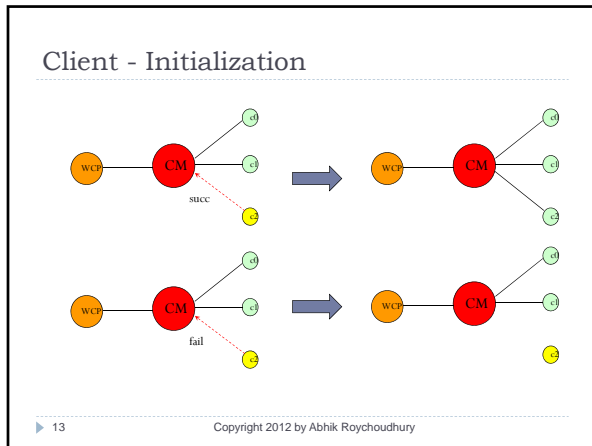 Client - Initialization
c0
c0
WCP
CM
c1
WCP
CM
c1
succ
c2
c2
c0
c0
WCP
CM
c1
WCP
CM
c1
fail
c2
c2
13
Copyright 2012 by Abhik Roychoudhury